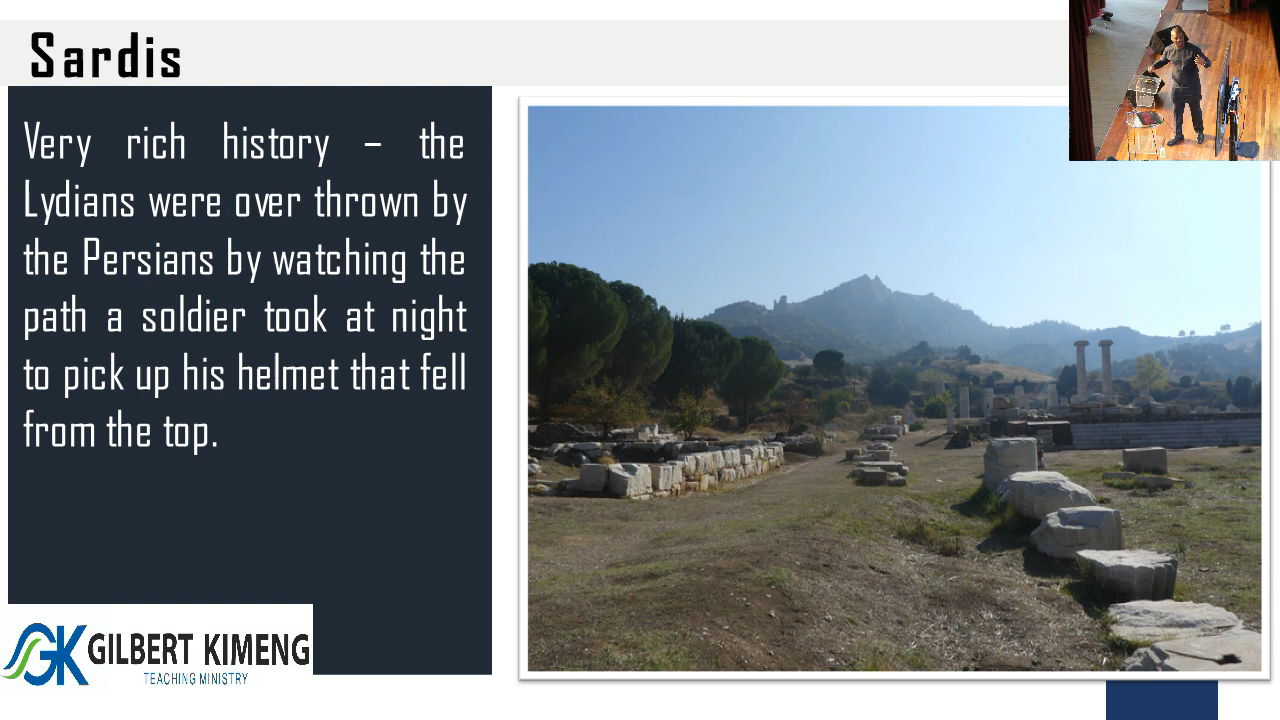 Sardis
Very rich history – the
Lydians were over thrown by
the Persians by watching the
path a soldier took at night
to pick up his helmet that fell
from the top.
GK GILBERT KIMENG
TEACHING MINISTRY